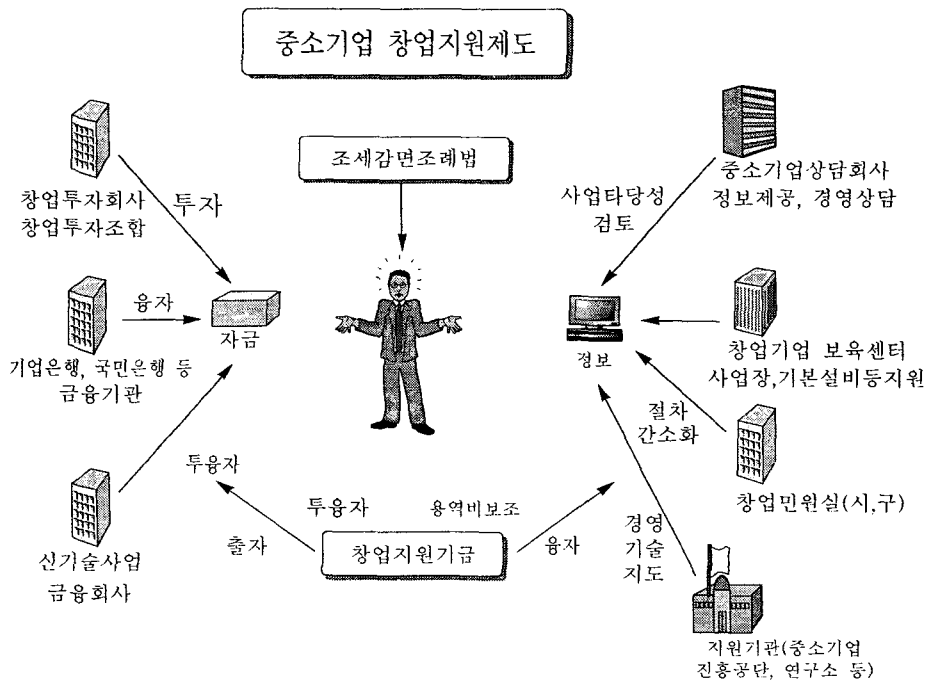 중소기업 창업지원제도
조세감면조례법
창업투자회사
창업투자조합
투자
융자
자금
기업은행, 국민은행 등
금융기관
투융자
신기술사업
금융회사
출자
투융자
용역비보조
창업지원기금
융자
중소기업상담회사
정보제공, 경영상담
사업타당성
검토
정보
창업기업 보육센터
사업장,기본설비등지원
절차
간소화
창업민원실(시,구)
경영
기술
지도
지원기관(중소기업
진흥공단, 연구소 등)